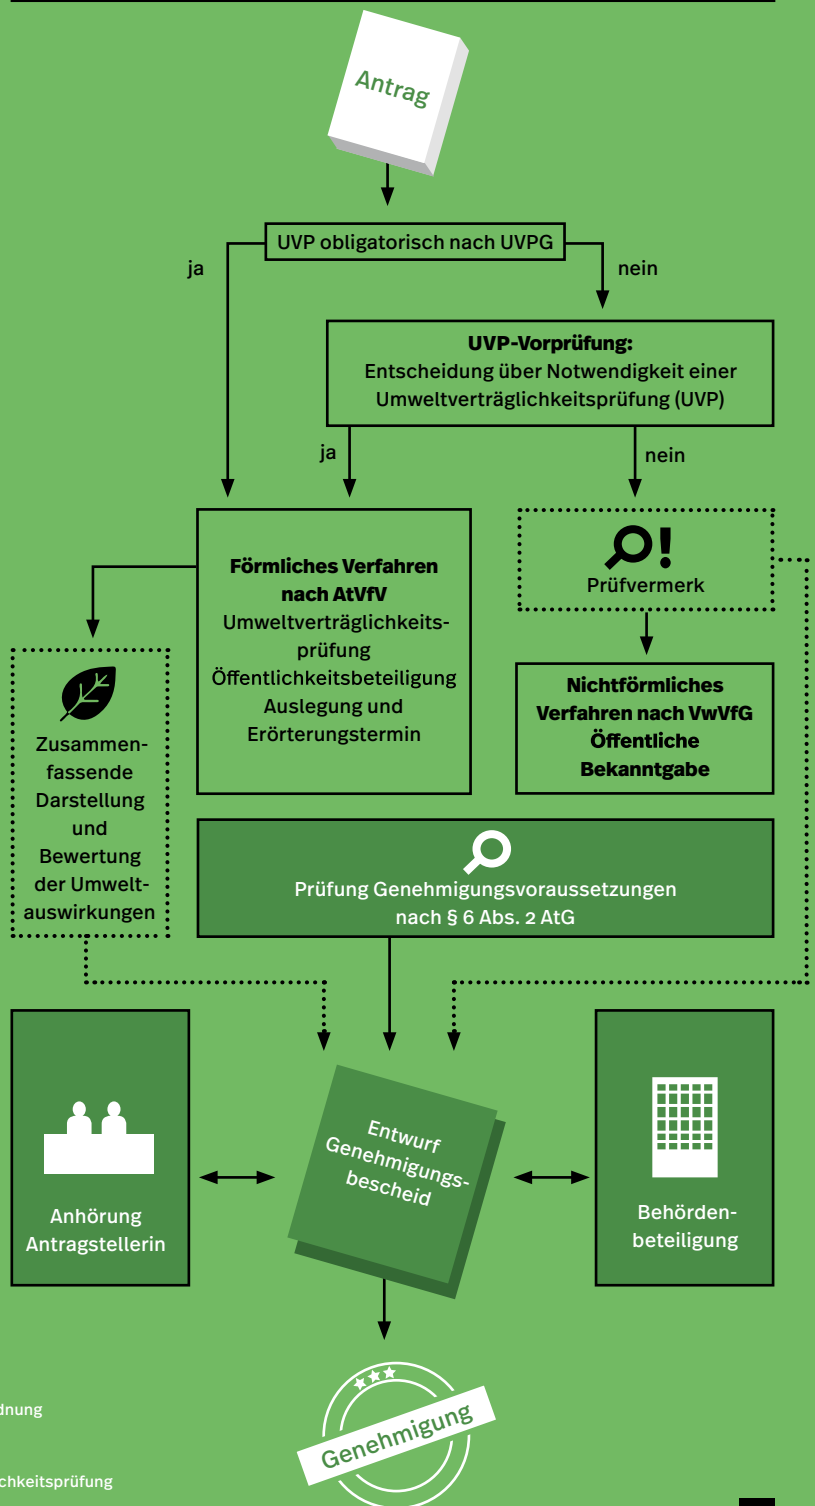 Antrag
UVP obligatorisch nach UVPG
ja
nein
UVP-Vorprüfung:
Entscheidung über Notwendigkeit einer
Umweltverträglichkeitsprüfung (UVP)
ja
nein
Förmliches Verfahren
nach AtVfV
Umweltverträglichkeits-
prüfung
Öffentlichkeitsbeteiligung
Auslegung und
Erörterungstermin
!
Prüfvermerk
Nichtförmliches
Verfahren nach VwVfG
Öffentliche
Bekanntgabe
Zusammen-
fassende
Darstellung
und
Bewertung
der Umwelt-
auswirkungen
Prüfung Genehmigungsvoraussetzungen
nach § 6 Abs. 2 AtG
Anhörung
Antragstellerin
Entwurf
Genehmigungs-
bescheid
Behörden-
beteiligung
Genehmigung
dnung
chkeitsprüfung